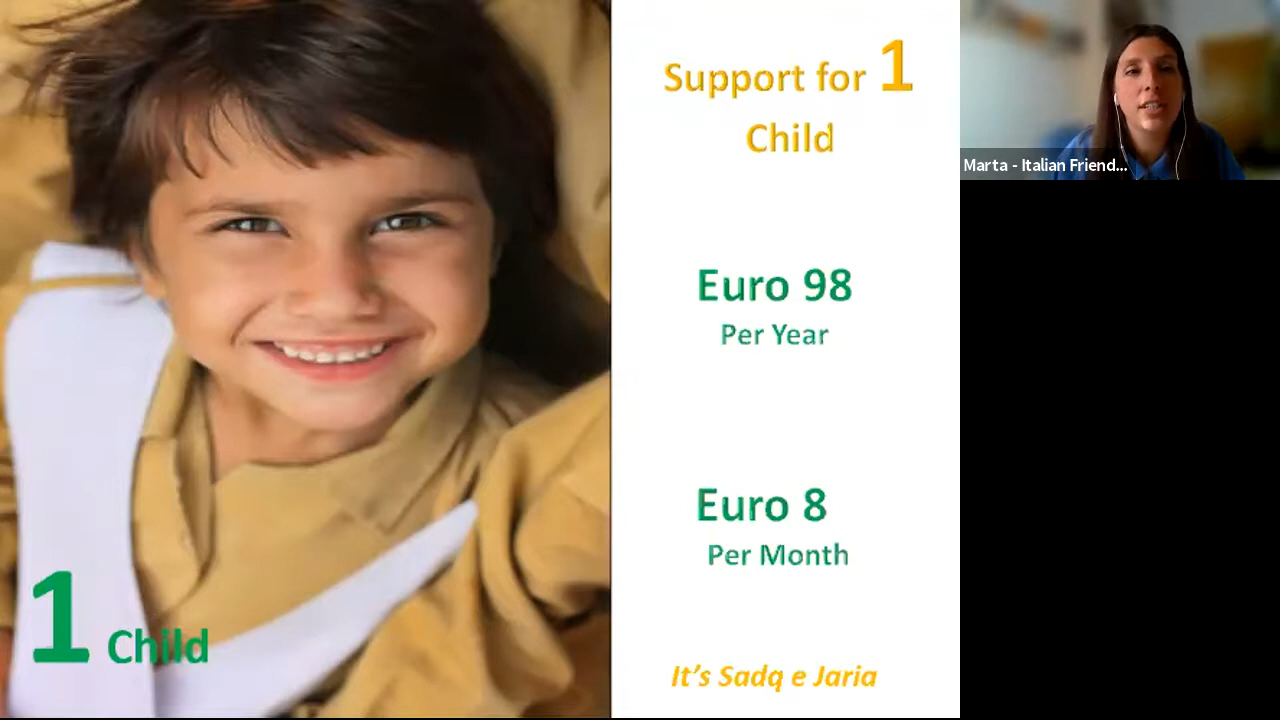 Support for 1
Child
Euro 98
Per Year
Euro 8
Per Month
It's Sadq e Jaria
1 Child
Marta - Italian Friend...